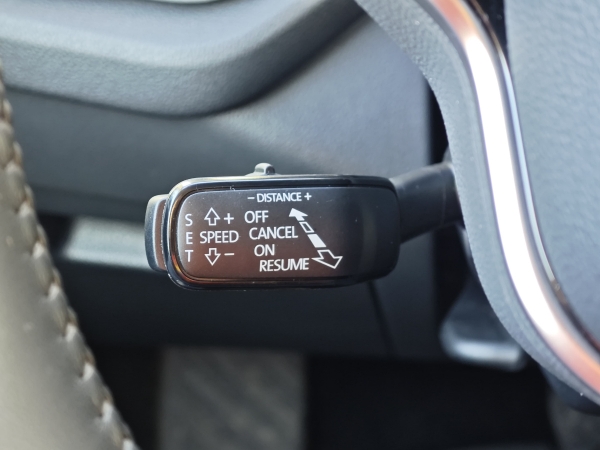 - DISTANCE +
S + OFF
E SPEED CANCEL
T - ON
RESUME